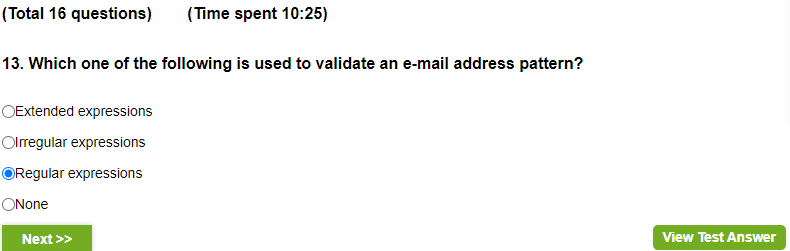 (Total 16 questions) (Time spent 10:25)
13. Which one of the following is used to validate an e-mail address pattern?
Extended expressions
Irregular expressions
Regular expressions
None
Next >> View Test Answer